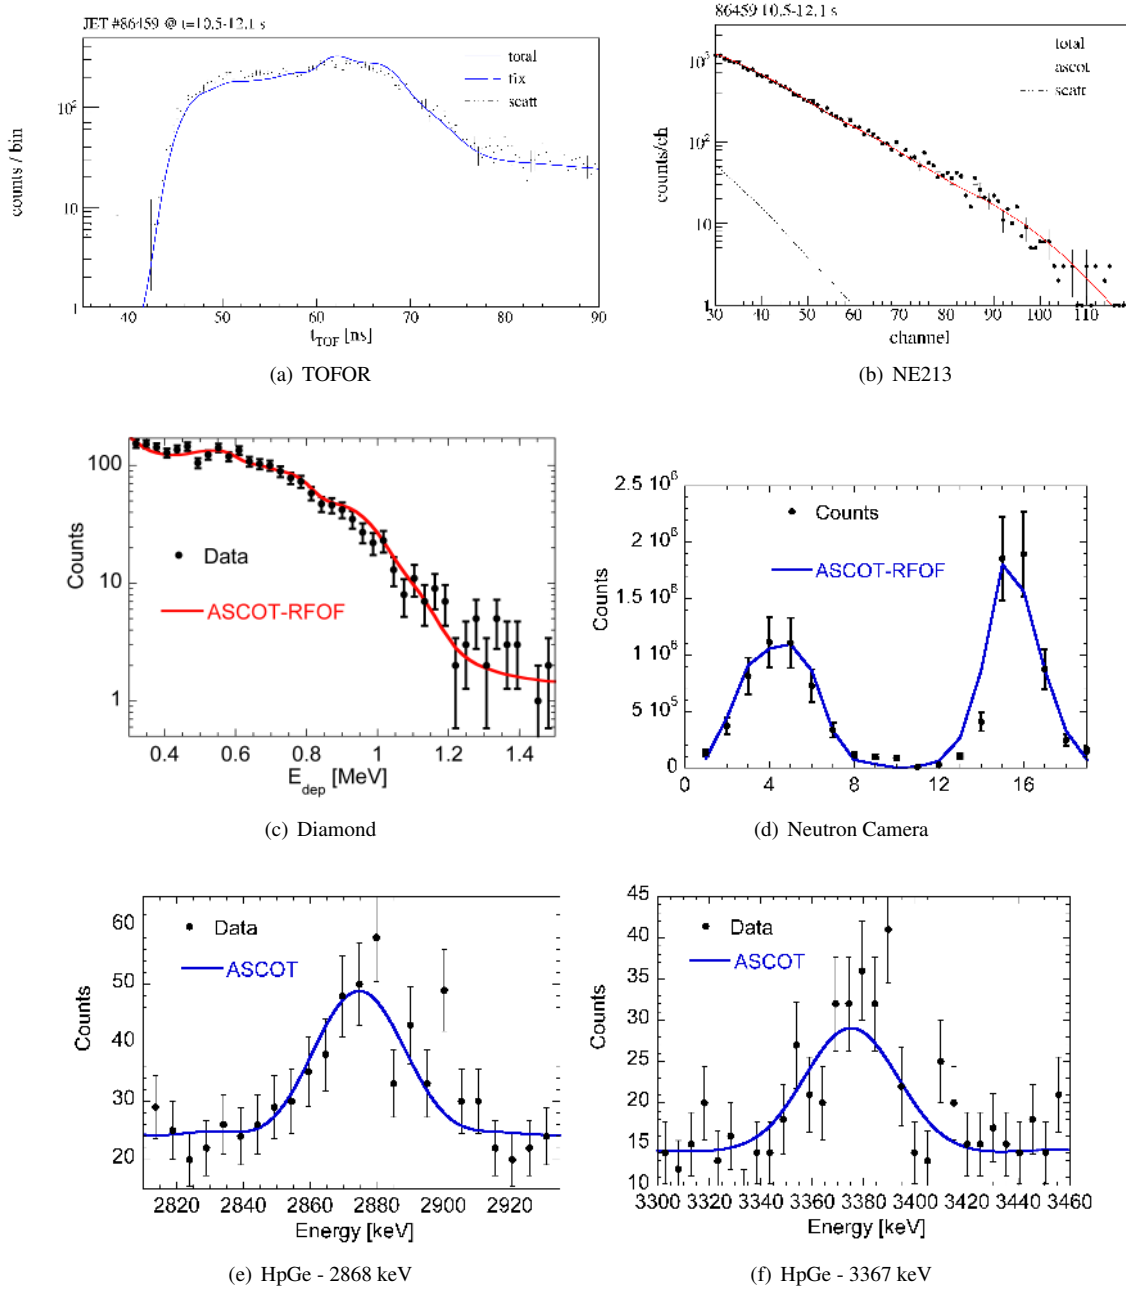 JET #86459 @ t=10.5-12.1 s
total
fix
scatt
counts / bin
10²
10
1
40 50 60 70 80 90
t_TOF [ns]
(a) TOFOR
86459 10.5-12.1 s
total
ascot
scatt
counts/ch
10³
10²
10
1
30 40 50 60 70 80 90 100 110
channel
(b) NE213
Counts
100
10
1
Data
ASCOT-RFOF
0.4 0.6 0.8 1 1.2 1.4
E_dep [MeV]
(c) Diamond
Counts
2.5 10⁶
2 10⁶
1.5 10⁶
1 10⁶
5 10⁵
0
Counts
ASCOT-RFOF
0 4 8 12 16
(d) Neutron Camera
Counts
60
50
40
30
20
Data
ASCOT
2820 2840 2860 2880 2900 2920
Energy [keV]
(e) HpGe - 2868 keV
Counts
45
40
35
30
25
20
15
10
Data
ASCOT
3300 3320 3340 3360 3380 3400 3420 3440 3460
Energy [keV]
(f) HpGe - 3367 keV